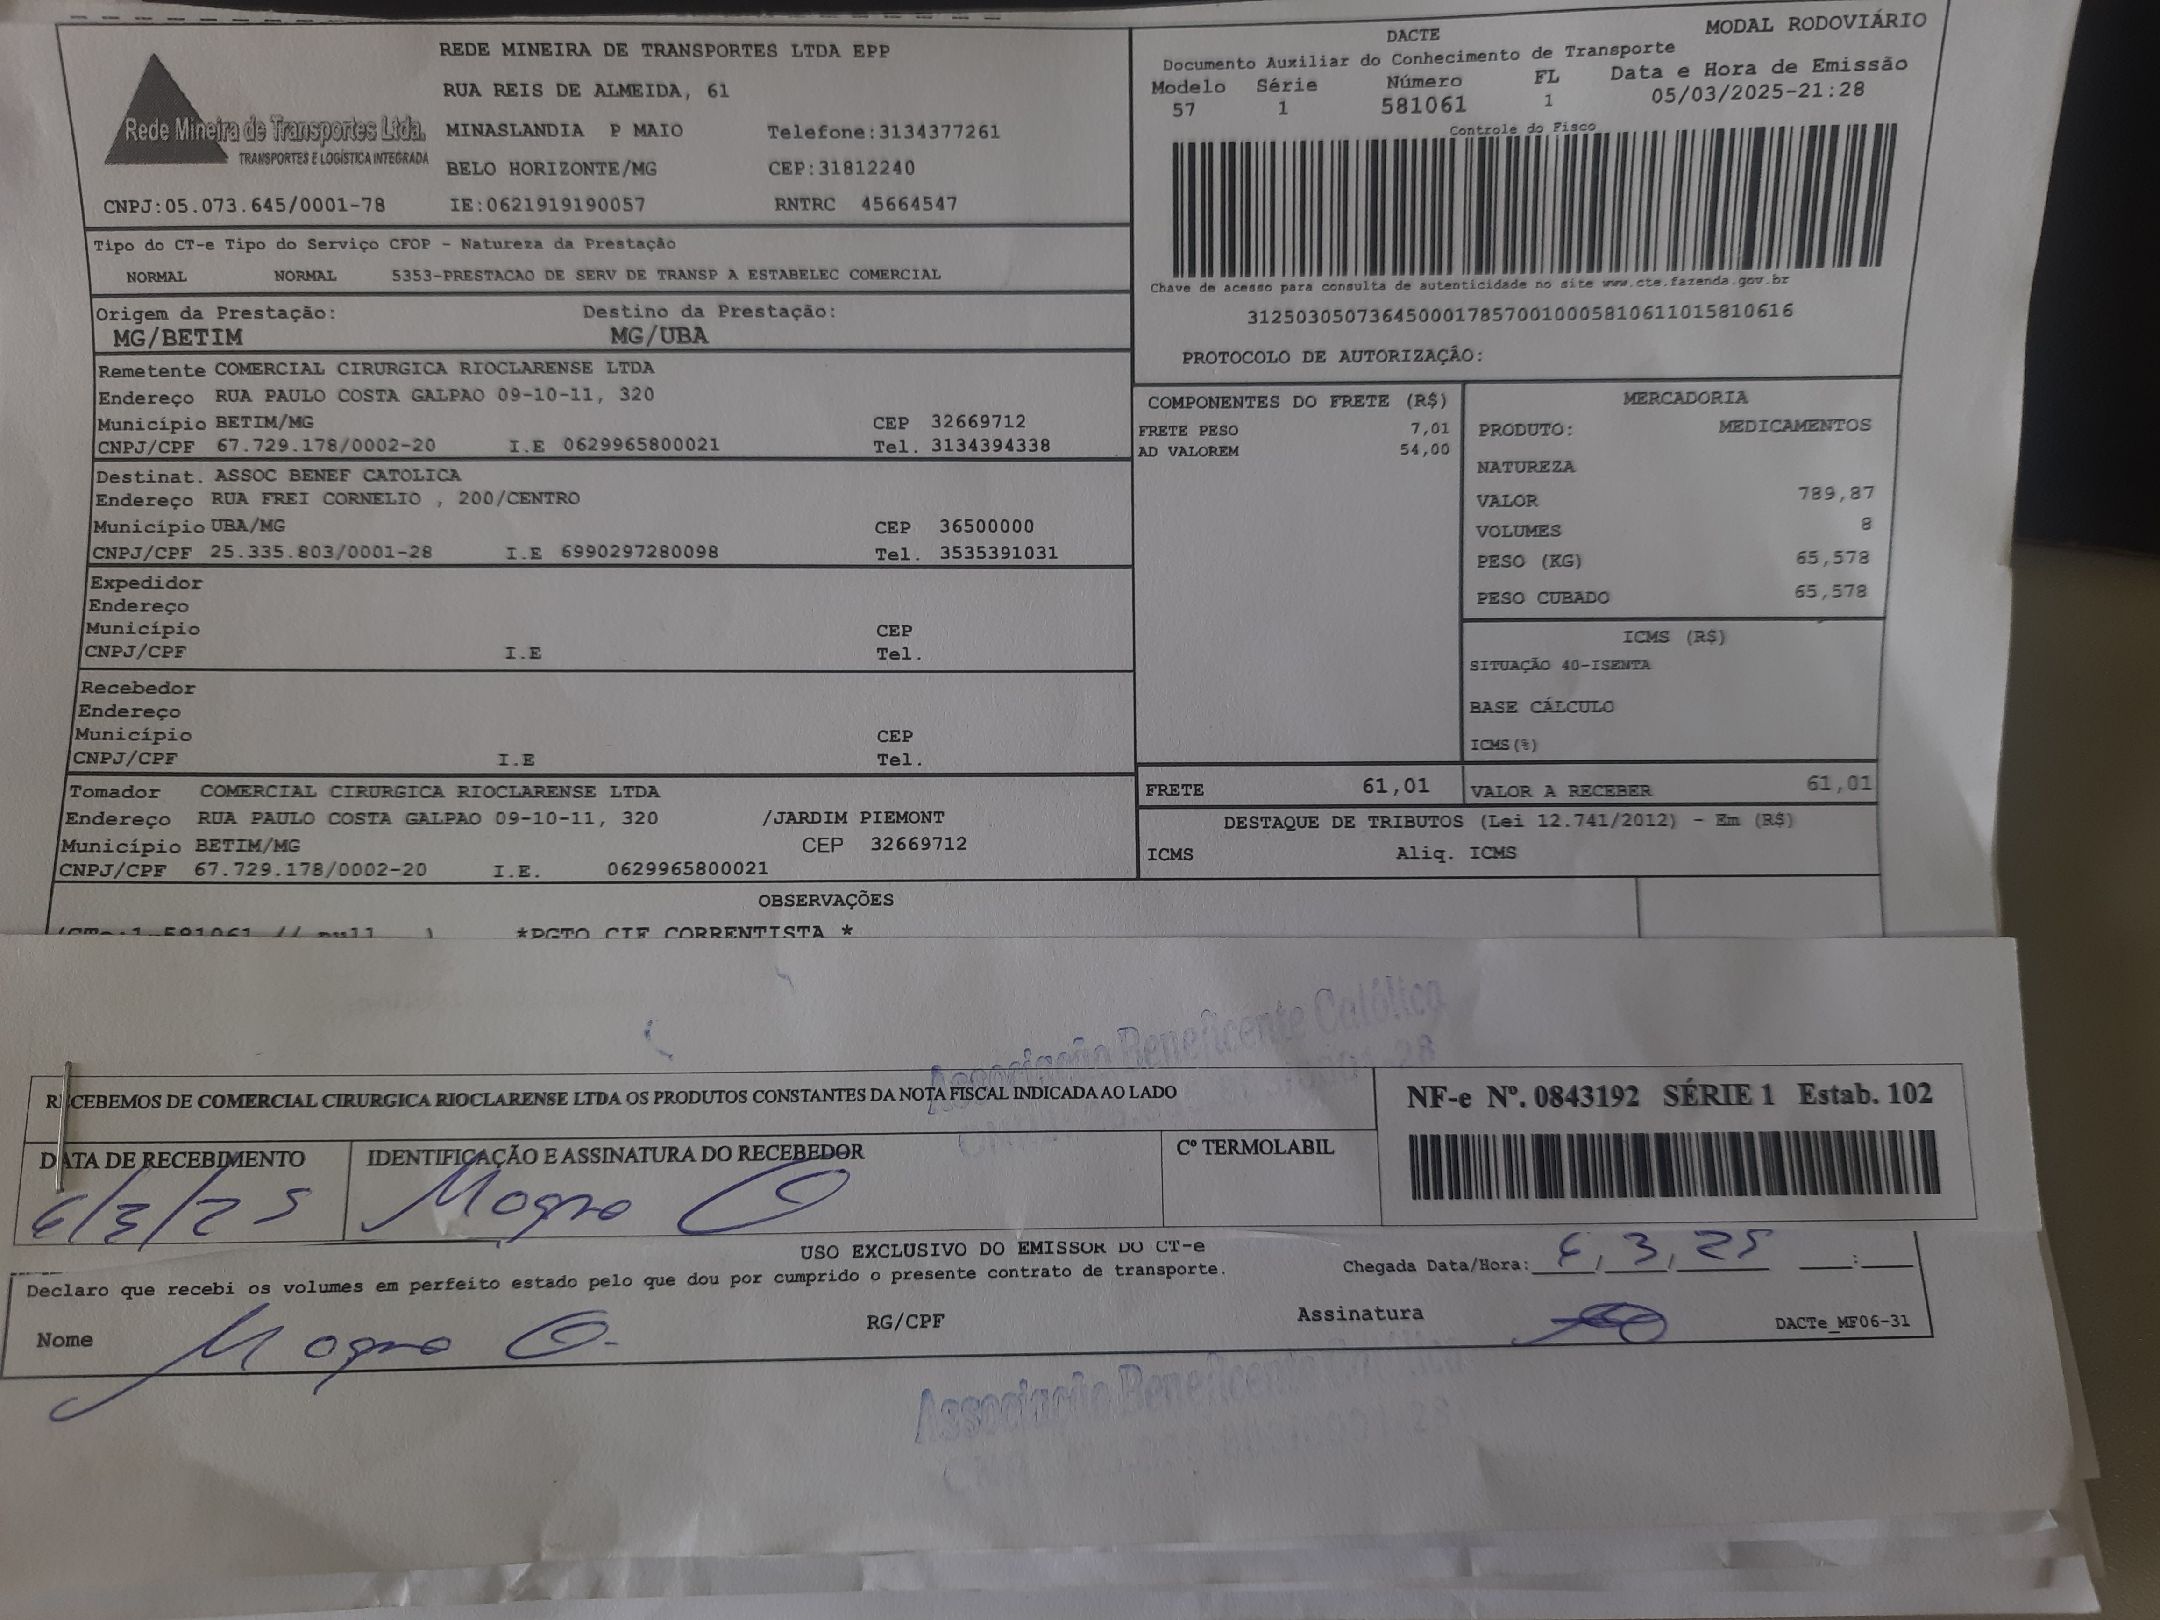 REDE MINEIRA DE TRANSPORTES LTDA EPP
RUA REIS DE ALMEIDA, 61
Rede Mineira de Transportes Ltda.
TRANSPORTES E LOGÍSTICA INTEGRADA
MINASLANDIA P MAIO Telefone:3134377261
BELO HORIZONTE/MG CEP:31812240
CNPJ:05.073.645/0001-78 IE:0621919190057 RNTRC 45664547
DACTE MODAL RODOVIÁRIO
Documento Auxiliar do Conhecimento de Transporte
Modelo Série Número FL Data e Hora de Emissão
57 1 581061 1 05/03/2025-21:28
Controle do Fisco
Chave de acesso para consulta de autenticidade no site www.cte.fazenda.gov.br
31250305073645000178570010005810611015810616
PROTOCOLO DE AUTORIZAÇÃO:
Tipo do CT-e Tipo do Serviço CFOP - Natureza da Prestação
NORMAL NORMAL 5353-PRESTACAO DE SERV DE TRANSP A ESTABELEC COMERCIAL
Origem da Prestação: Destino da Prestação:
MG/BETIM MG/UBA
Remetente COMERCIAL CIRURGICA RIOCLARENSE LTDA
Endereço RUA PAULO COSTA GALPAO 09-10-11, 320
Município BETIM/MG CEP 32669712
CNPJ/CPF 67.729.178/0002-20 I.E 0629965800021 Tel. 3134394338
Destinat. ASSOC BENEF CATOLICA
Endereço RUA FREI CORNELIO , 200/CENTRO
Município UBA/MG CEP 36500000
CNPJ/CPF 25.335.803/0001-28 I.E 6990297280098 Tel. 3535391031
Expedidor
Endereço
Município CEP
CNPJ/CPF I.E Tel.
Recebedor
Endereço
Município CEP
CNPJ/CPF I.E Tel.
Tomador COMERCIAL CIRURGICA RIOCLARENSE LTDA
Endereço RUA PAULO COSTA GALPAO 09-10-11, 320 /JARDIM PIEMONT
Município BETIM/MG CEP 32669712
CNPJ/CPF 67.729.178/0002-20 I.E. 0629965800021
COMPONENTES DO FRETE (R$)
FRETE PESO 7,01
AD VALOREM 54,00
MERCADORIA
PRODUTO: MEDICAMENTOS
NATUREZA
VALOR 789,87
VOLUMES 8
PESO (KG) 65,578
PESO CUBADO 65,578
ICMS (R$)
SITUAÇÃO 40-ISENTA
BASE CÁLCULO
ICMS(%)
FRETE 61,01 VALOR A RECEBER 61,01
DESTAQUE DE TRIBUTOS (Lei 12.741/2012) - Em (R$)
ICMS Aliq. ICMS
OBSERVAÇÕES
(CTe:1-581061 // null ) *PGTO CIF CORRENTISTA *
Associação Beneficente Católica
RECEBEMOS DE COMERCIAL CIRURGICA RIOCLARENSE LTDA OS PRODUTOS CONSTANTES DA NOTA FISCAL INDICADA AO LADO
NF-e Nº. 0843192 SÉRIE 1 Estab. 102
DATA DE RECEBIMENTO IDENTIFICAÇÃO E ASSINATURA DO RECEBEDOR Cº TERMOLABIL
6/3/25 Magno O
USO EXCLUSIVO DO EMISSOR DO CT-e
Declaro que recebi os volumes em perfeito estado pelo que dou por cumprido o presente contrato de transporte.
Chegada Data/Hora: 6/3/25 :
Nome Magno O. RG/CPF Assinatura DACTe_MF06-31
Associação Beneficente Católica